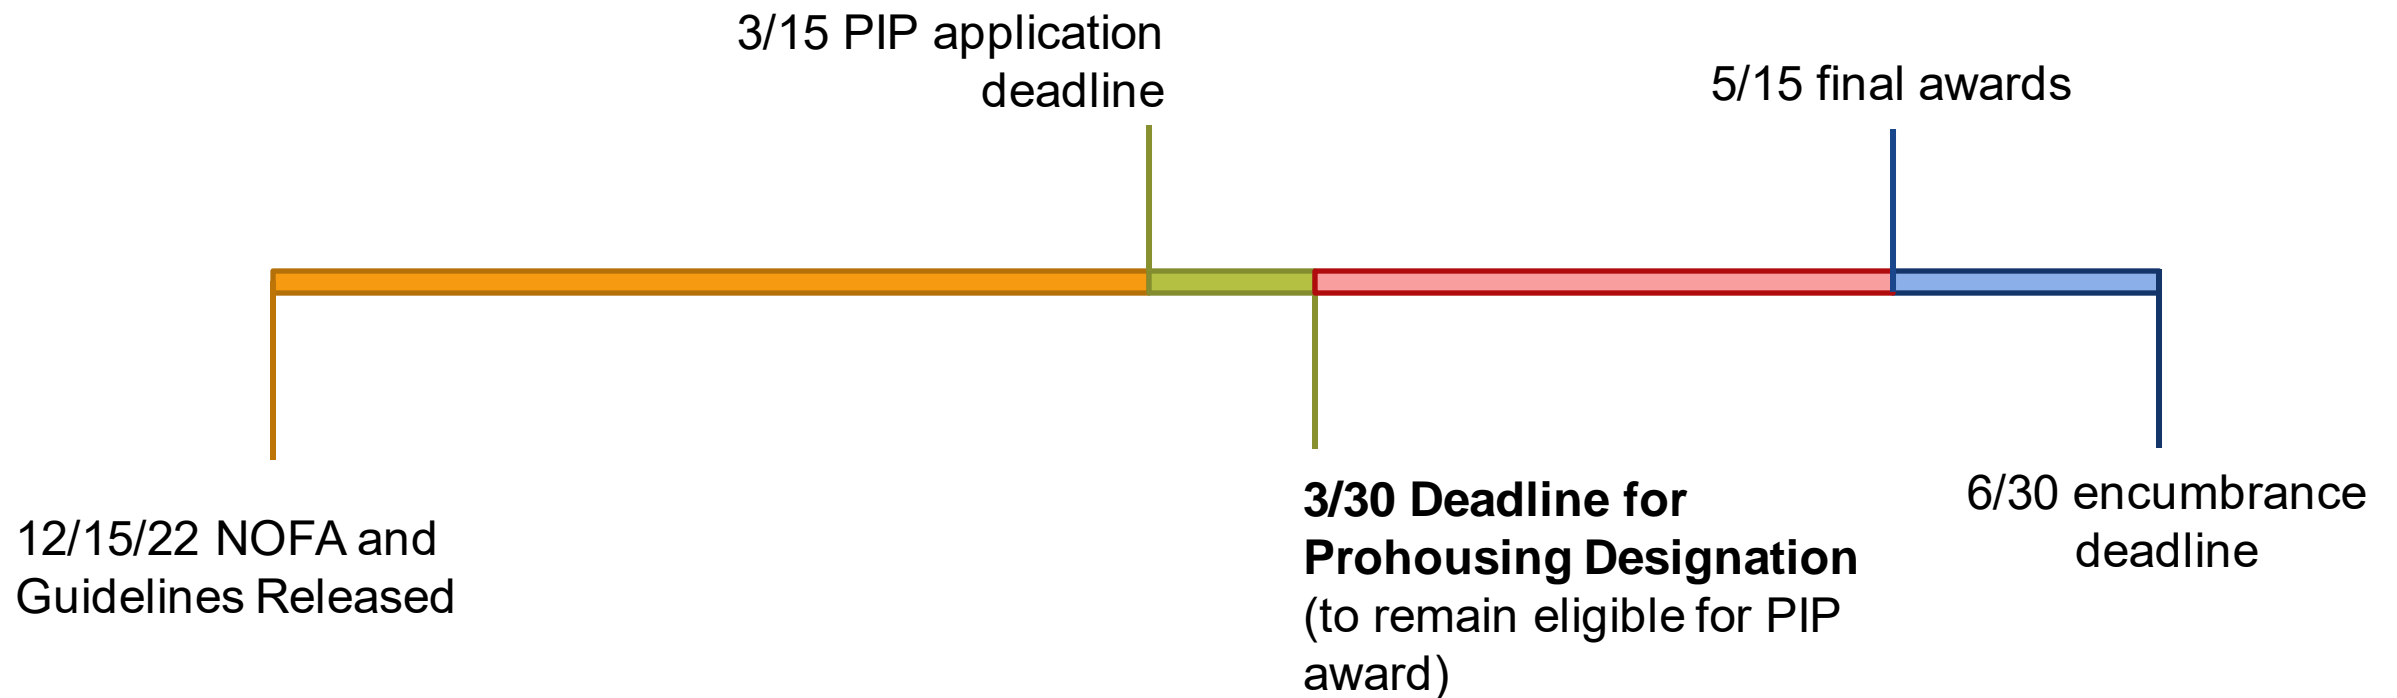 3/15 PIP application
deadline
5/15 final awards
12/15/22 NOFA and
Guidelines Released
3/30 Deadline for
Prohousing Designation
(to remain eligible for PIP
award)
6/30 encumbrance
deadline